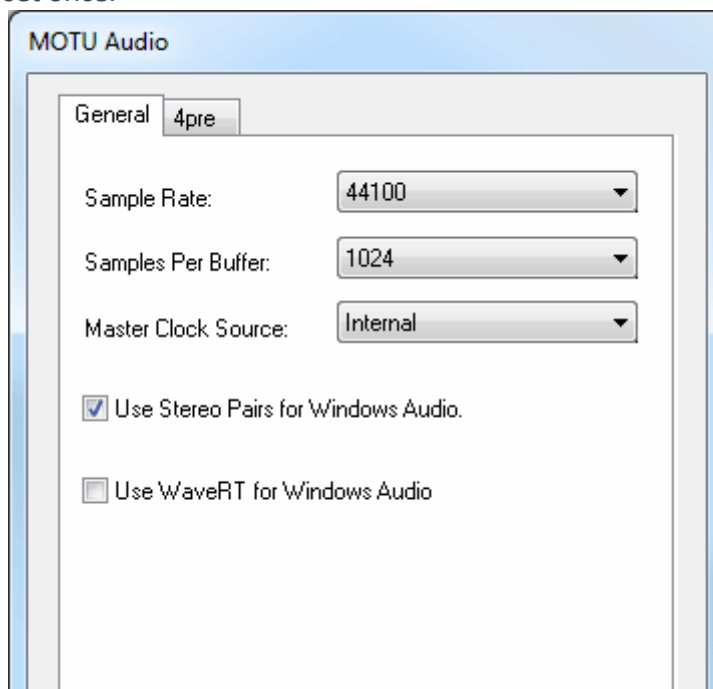 MOTU Audio
General 4pre
Sample Rate: 44100
Samples Per Buffer: 1024
Master Clock Source: Internal
Use Stereo Pairs for Windows Audio.
Use WaveRT for Windows Audio